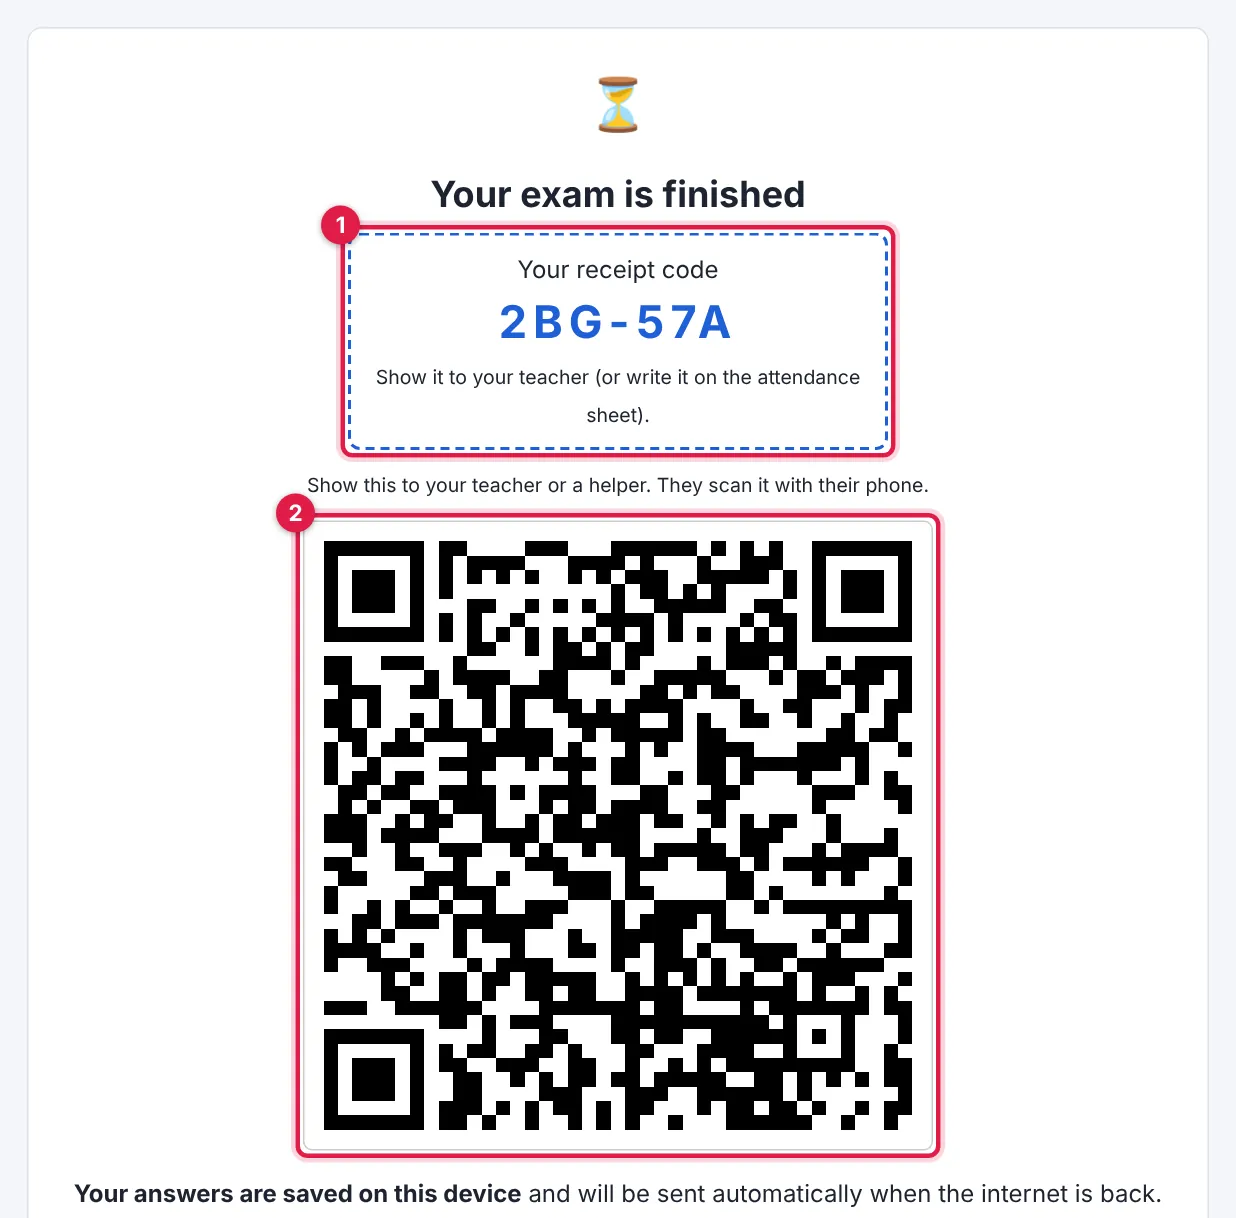 Your exam is finished
1
Your receipt code
2BG-57A
Show it to your teacher (or write it on the attendance
sheet).
Show this to your teacher or a helper. They scan it with their phone.
2
Your answers are saved on this device and will be sent automatically when the internet is back.